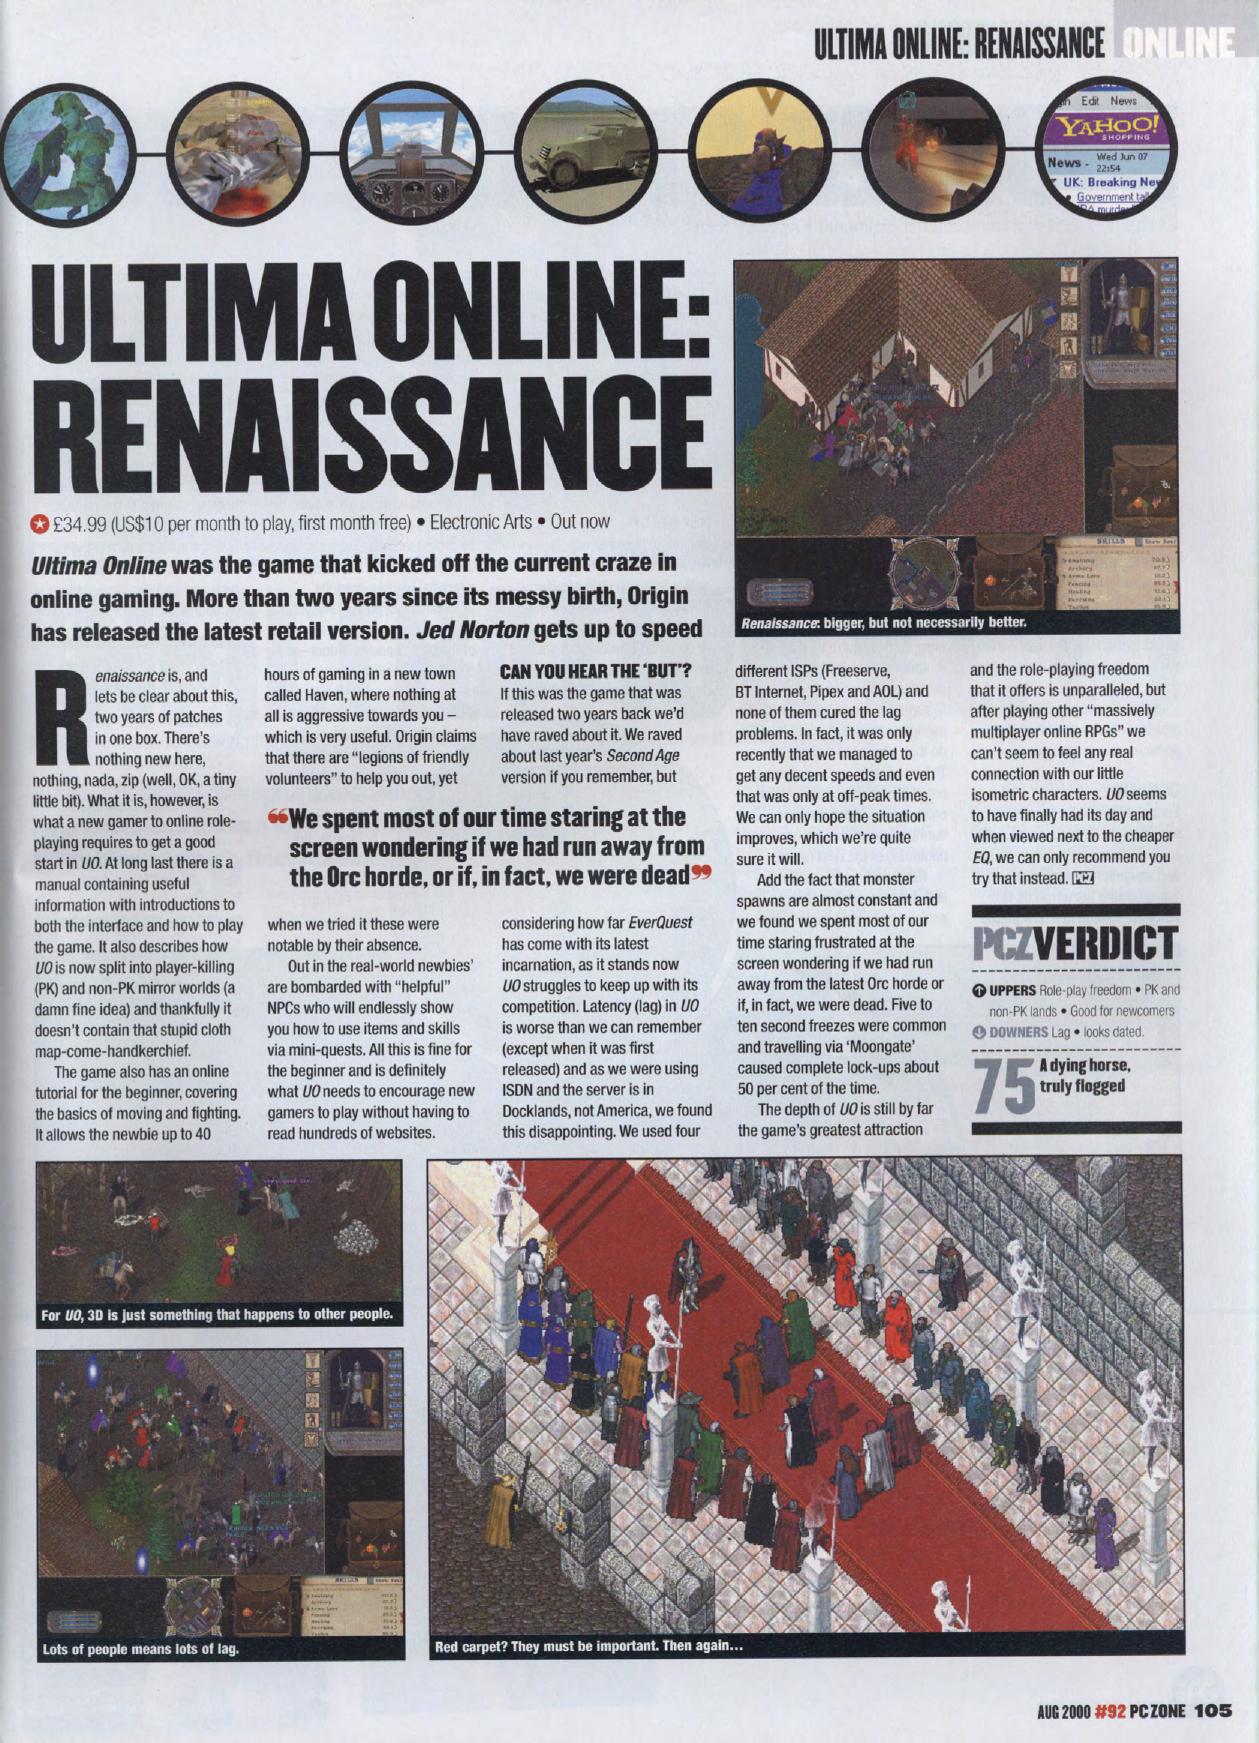 ULTIMA ONLINE: RENAISSANCE ONLINE
Edit News
YAHOO!
SHOPPING
News - Wed Jun 07
22:54
UK: Breaking New
Government tal
ULTIMA ONLINE:
RENAISSANCE
£34.99 (US$10 per month to play, first month free) • Electronic Arts • Out now
Ultima Online was the game that kicked off the current craze in
online gaming. More than two years since its messy birth, Origin
has released the latest retail version. Jed Norton gets up to speed
SKILLS
Renaissance: bigger, but not necessarily better.
Renaissance is, and
lets be clear about this,
two years of patches
in one box. There's
nothing new here,
nothing, nada, zip (well, OK, a tiny
little bit). What it is, however, is
what a new gamer to online role-
playing requires to get a good
start in UO. At long last there is a
manual containing useful
information with introductions to
both the interface and how to play
the game. It also describes how
UO is now split into player-killing
(PK) and non-PK mirror worlds (a
damn fine idea) and thankfully it
doesn't contain that stupid cloth
map-come-handkerchief.
The game also has an online
tutorial for the beginner, covering
the basics of moving and fighting.
It allows the newbie up to 40
hours of gaming in a new town
called Haven, where nothing at
all is aggressive towards you –
which is very useful. Origin claims
that there are "legions of friendly
volunteers" to help you out, yet
"We spent most of our time staring at the
screen wondering if we had run away from
the Orc horde, or if, in fact, we were dead"
when we tried it these were
notable by their absence.
Out in the real-world newbies'
are bombarded with "helpful"
NPCs who will endlessly show
you how to use items and skills
via mini-quests. All this is fine for
the beginner and is definitely
what UO needs to encourage new
gamers to play without having to
read hundreds of websites.
CAN YOU HEAR THE 'BUT'?
If this was the game that was
released two years back we'd
have raved about it. We raved
about last year's Second Age
version if you remember, but
considering how far EverQuest
has come with its latest
incarnation, as it stands now
UO struggles to keep up with its
competition. Latency (lag) in UO
is worse than we can remember
(except when it was first
released) and as we were using
ISDN and the server is in
Docklands, not America, we found
this disappointing. We used four
different ISPs (Freeserve,
BT Internet, Pipex and AOL) and
none of them cured the lag
problems. In fact, it was only
recently that we managed to
get any decent speeds and even
that was only at off-peak times.
We can only hope the situation
improves, which we're quite
sure it will.
Add the fact that monster
spawns are almost constant and
we found we spent most of our
time staring frustrated at the
screen wondering if we had run
away from the latest Orc horde or
if, in fact, we were dead. Five to
ten second freezes were common
and travelling via 'Moongate'
caused complete lock-ups about
50 per cent of the time.
The depth of UO is still by far
the game's greatest attraction
and the role-playing freedom
that it offers is unparalleled, but
after playing other "massively
multiplayer online RPGs" we
can't seem to feel any real
connection with our little
isometric characters. UO seems
to have finally had its day and
when viewed next to the cheaper
EQ, we can only recommend you
try that instead. PCZ
PCZVERDICT
UPPERS Role-play freedom • PK and
non-PK lands • Good for newcomers
DOWNERS Lag • looks dated.
75 A dying horse,
truly flogged
For UO, 3D is just something that happens to other people.
SKILLS
Lots of people means lots of lag.
Red carpet? They must be important. Then again...
AUG 2000 #92 PC ZONE 105